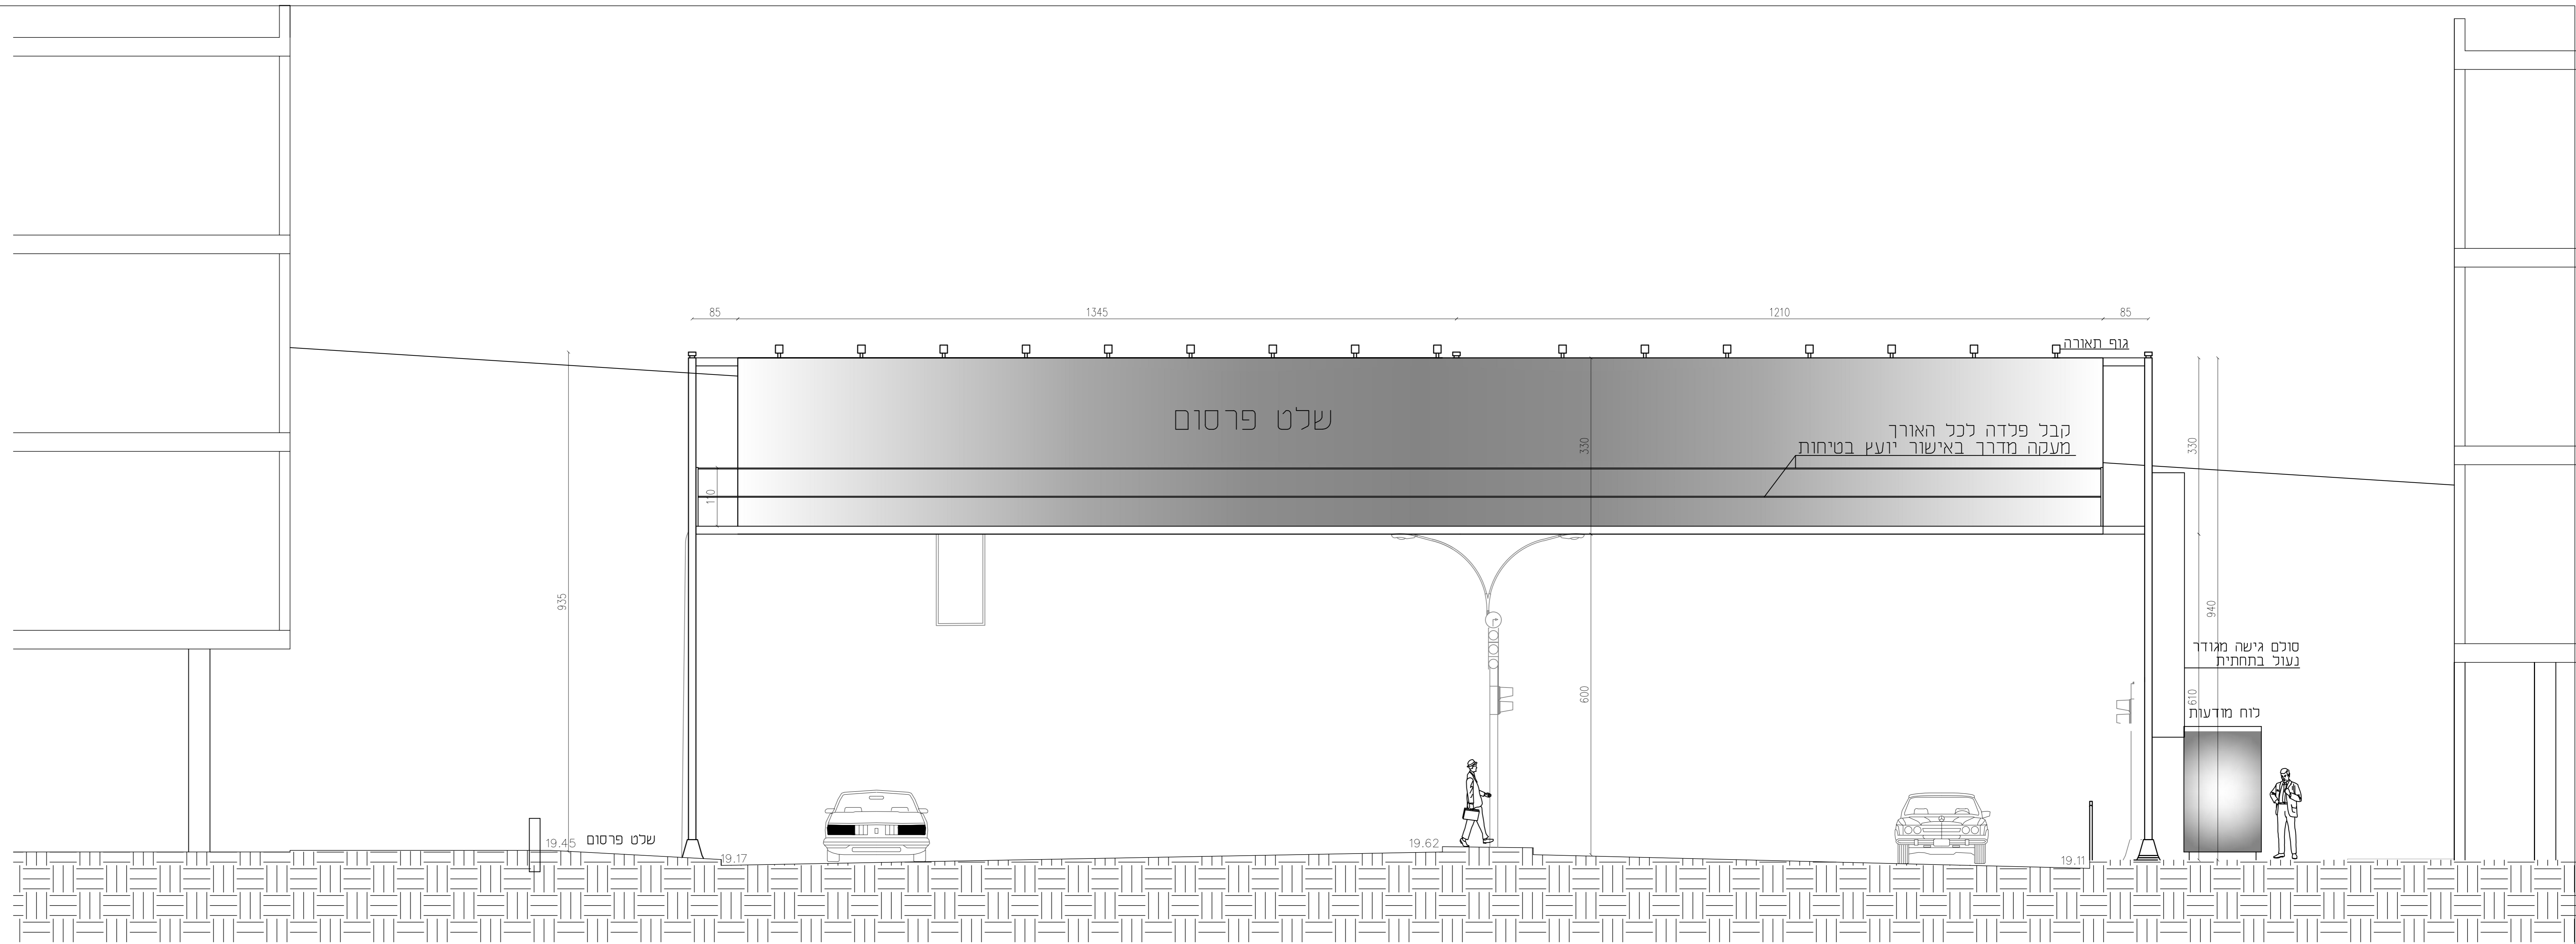 85
1345
1210
85
גוף תאורה
שלט פרסום
קבל פלדה לכל האורך
מעקה מדרך באישור יועץ בטיחות
330
330
110
935
940
600
610
סולם גישה מגודר
נעול בתחתית
לוח מודעות
19.45
שלט פרסום
19.17
19.62
19.11